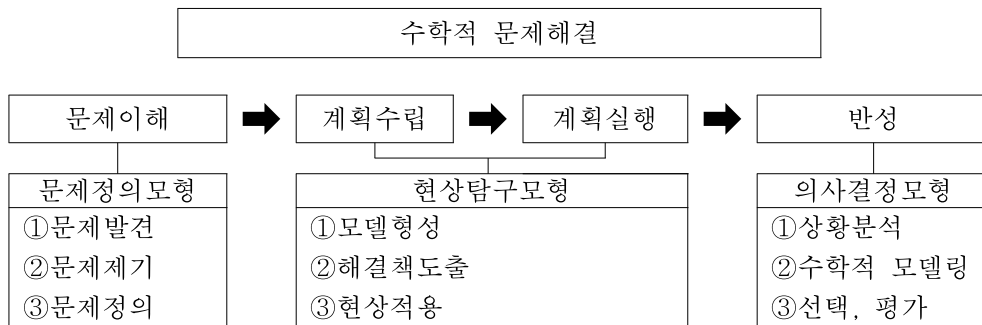 수학적 문제해결
문제이해
계획수립
계획실행
반성
문제정의모형
①문제발견
②문제제기
③문제정의
현상탐구모형
①모델형성
②해결책도출
③현상적용
의사결정모형
①상황분석
②수학적 모델링
③선택, 평가